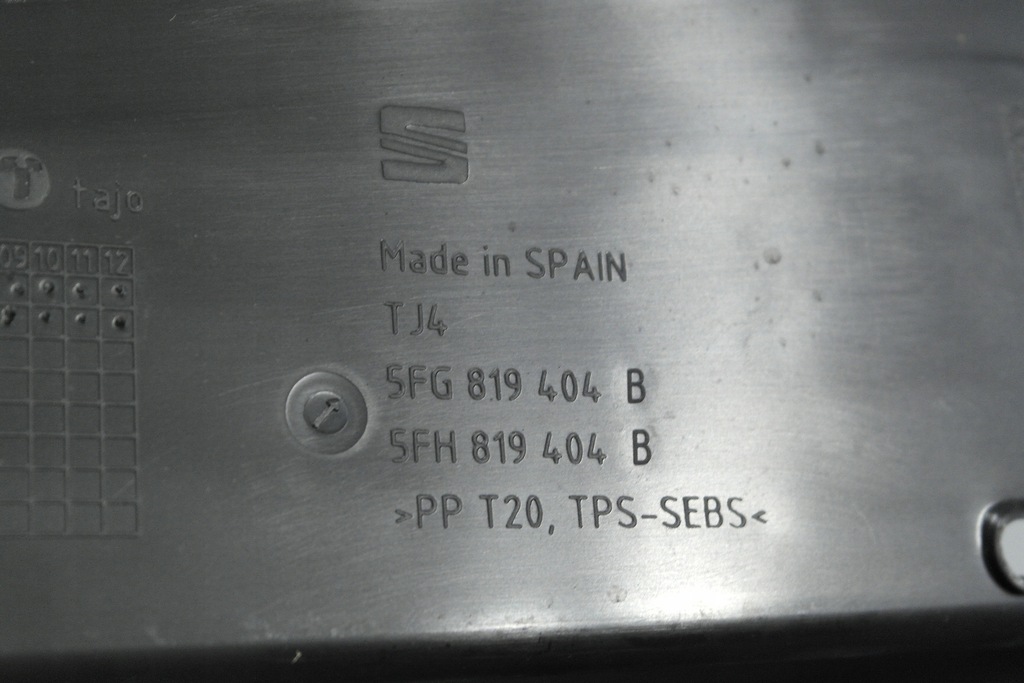 tajo
09 10 11 12
Made in SPAIN
TJ4
5FG 819 404 B
5FH 819 404 B
>PP T20, TPS-SEBS<